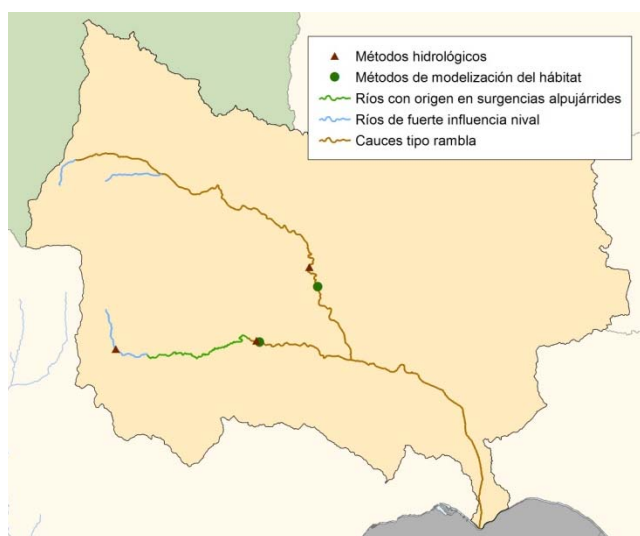 Métodos hidrológicos
Métodos de modelización del hábitat
Ríos con origen en surgencias alpujárrides
Ríos de fuerte influencia nival
Cauces tipo rambla